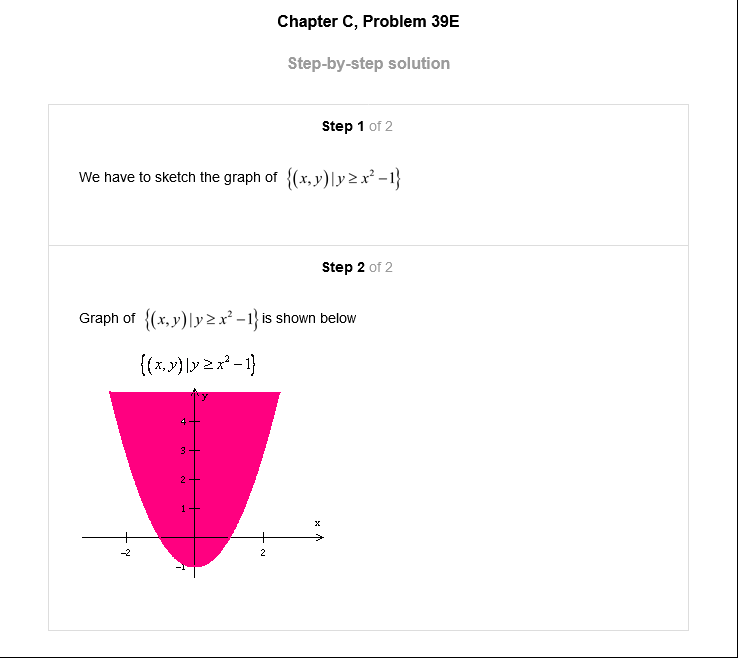 Chapter C, Problem 39E
Step-by-step solution
Step 1 of 2
We have to sketch the graph of {(x, y) | y ≥ x² − 1}
Step 2 of 2
Graph of {(x, y) | y ≥ x² − 1} is shown below
{(x, y) | y ≥ x² − 1}
y
4
3
2
1
x
−2
2
−1